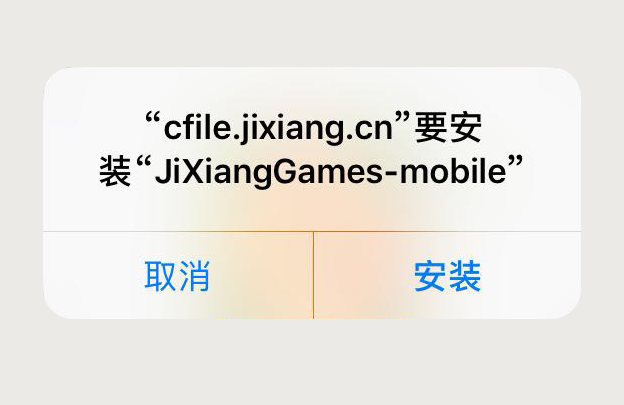 “cfile.jixiang.cn”要安
装“JiXiangGames-mobile”
取消
安装